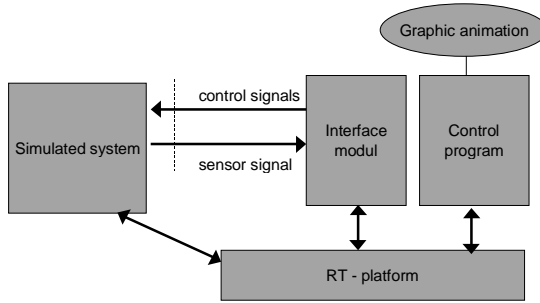 Graphic animation
control signals
Simulated system
sensor signal
Interface
modul
Control
program
RT - platform